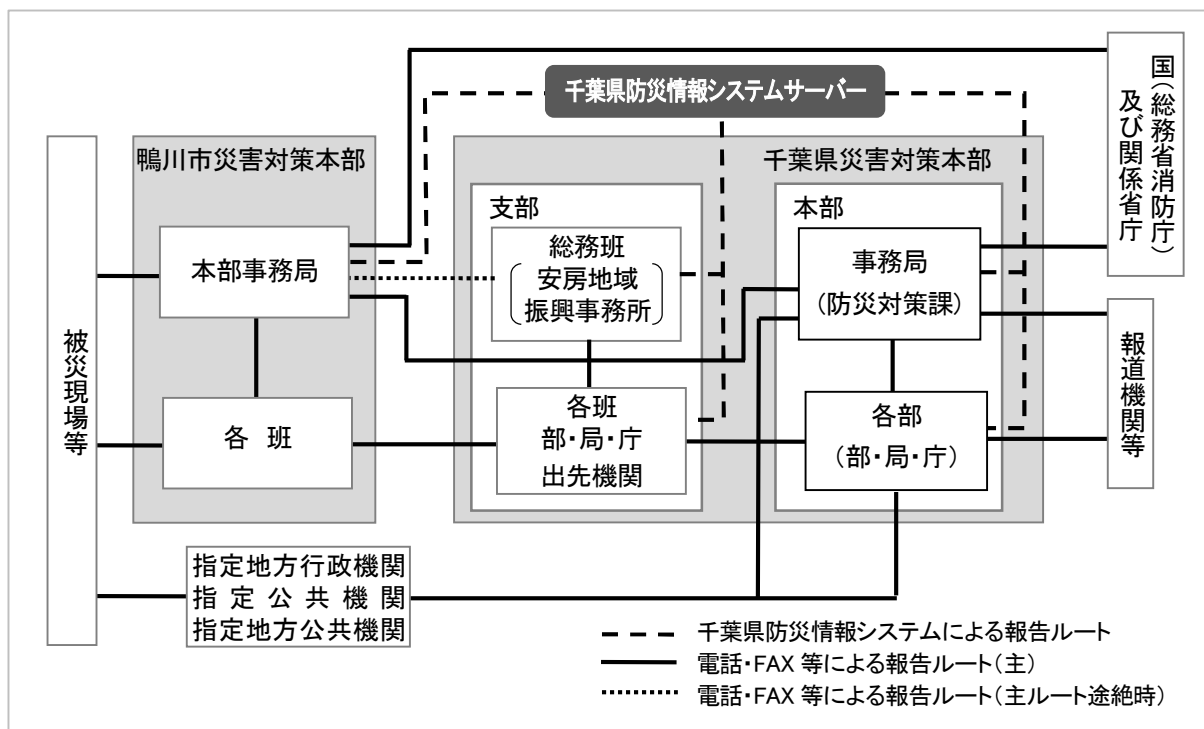 国(総務省消防庁)
及び関係省庁
千葉県防災情報システムサーバー
鴨川市災害対策本部
千葉県災害対策本部
支部
本部
本部事務局
総務班
安房地域
振興事務所
事務局
(防災対策課)
被災現場等
報道機関等
各 班
各班
部・局・庁
出先機関
各部
(部・局・庁)
指定地方行政機関
指定公共機関
指定地方公共機関
千葉県防災情報システムによる報告ルート
電話・FAX 等による報告ルート(主)
電話・FAX 等による報告ルート(主ルート途絶時)